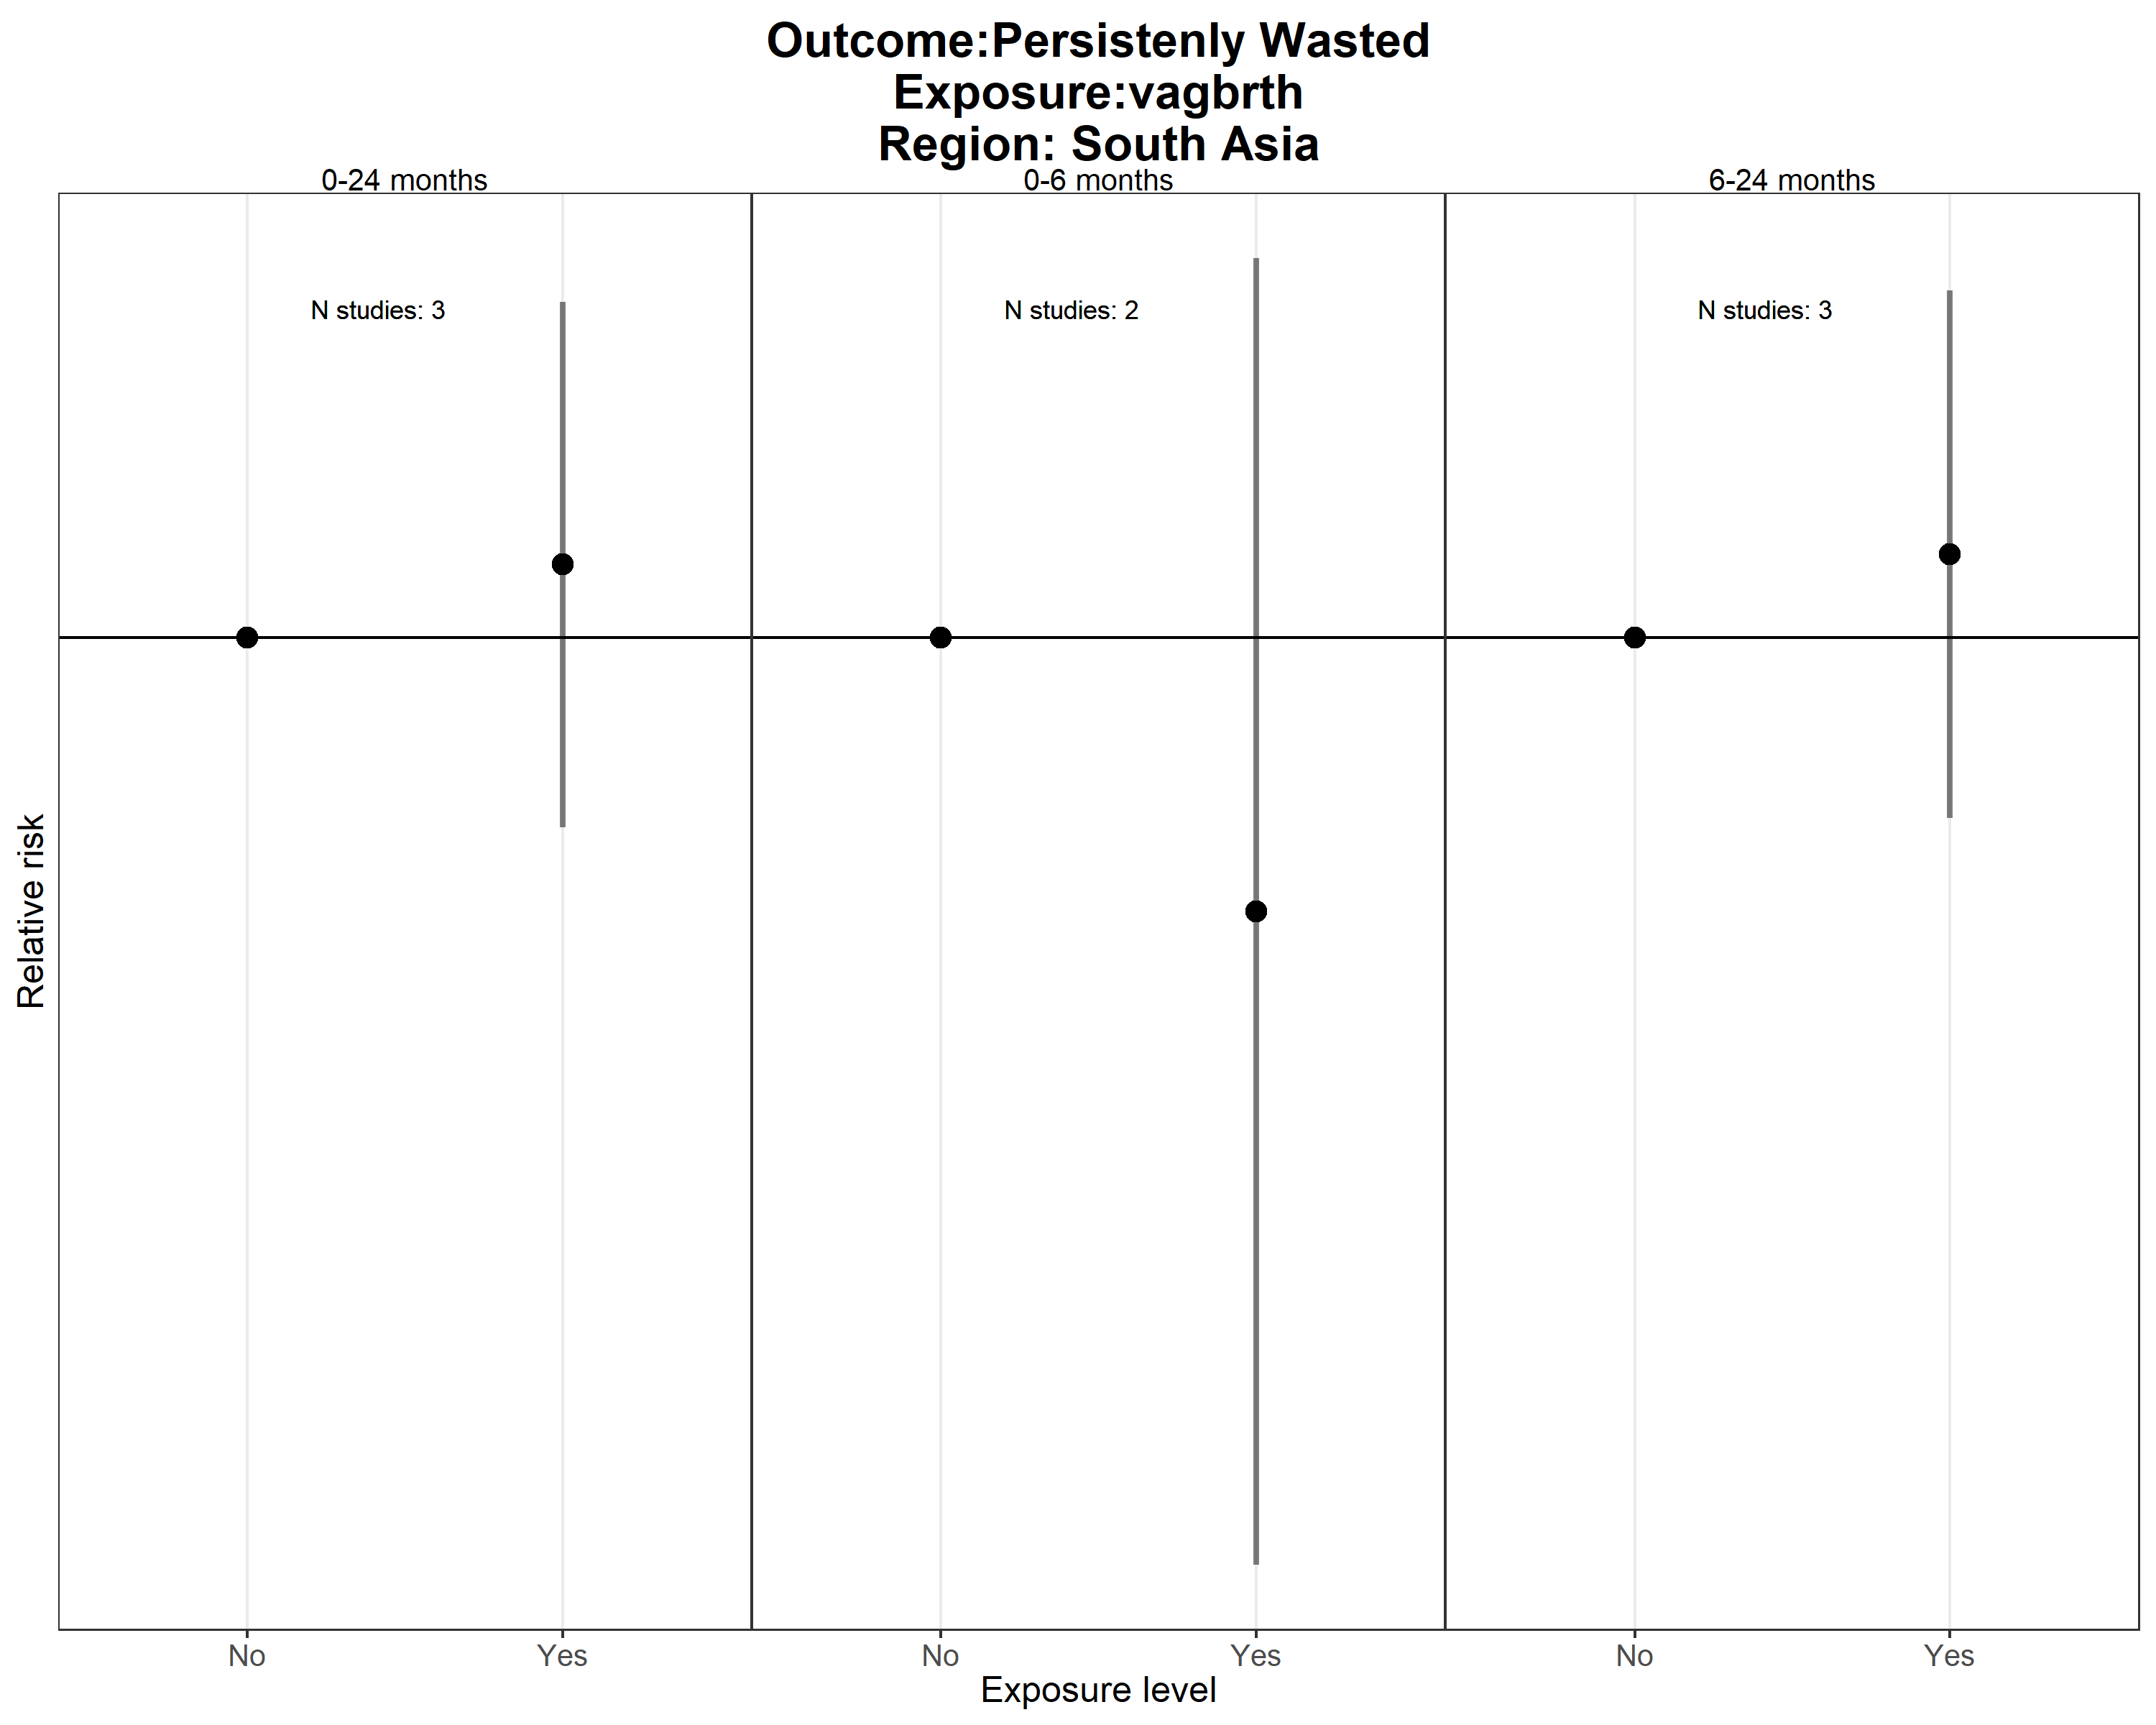 Outcome:Persistenly Wasted
Exposure:vagbrth
Region: South Asia
0-24 months
0-6 months
6-24 months
N studies: 3
N studies: 2
N studies: 3
Relative risk
No
Yes
No
Yes
No
Yes
Exposure level